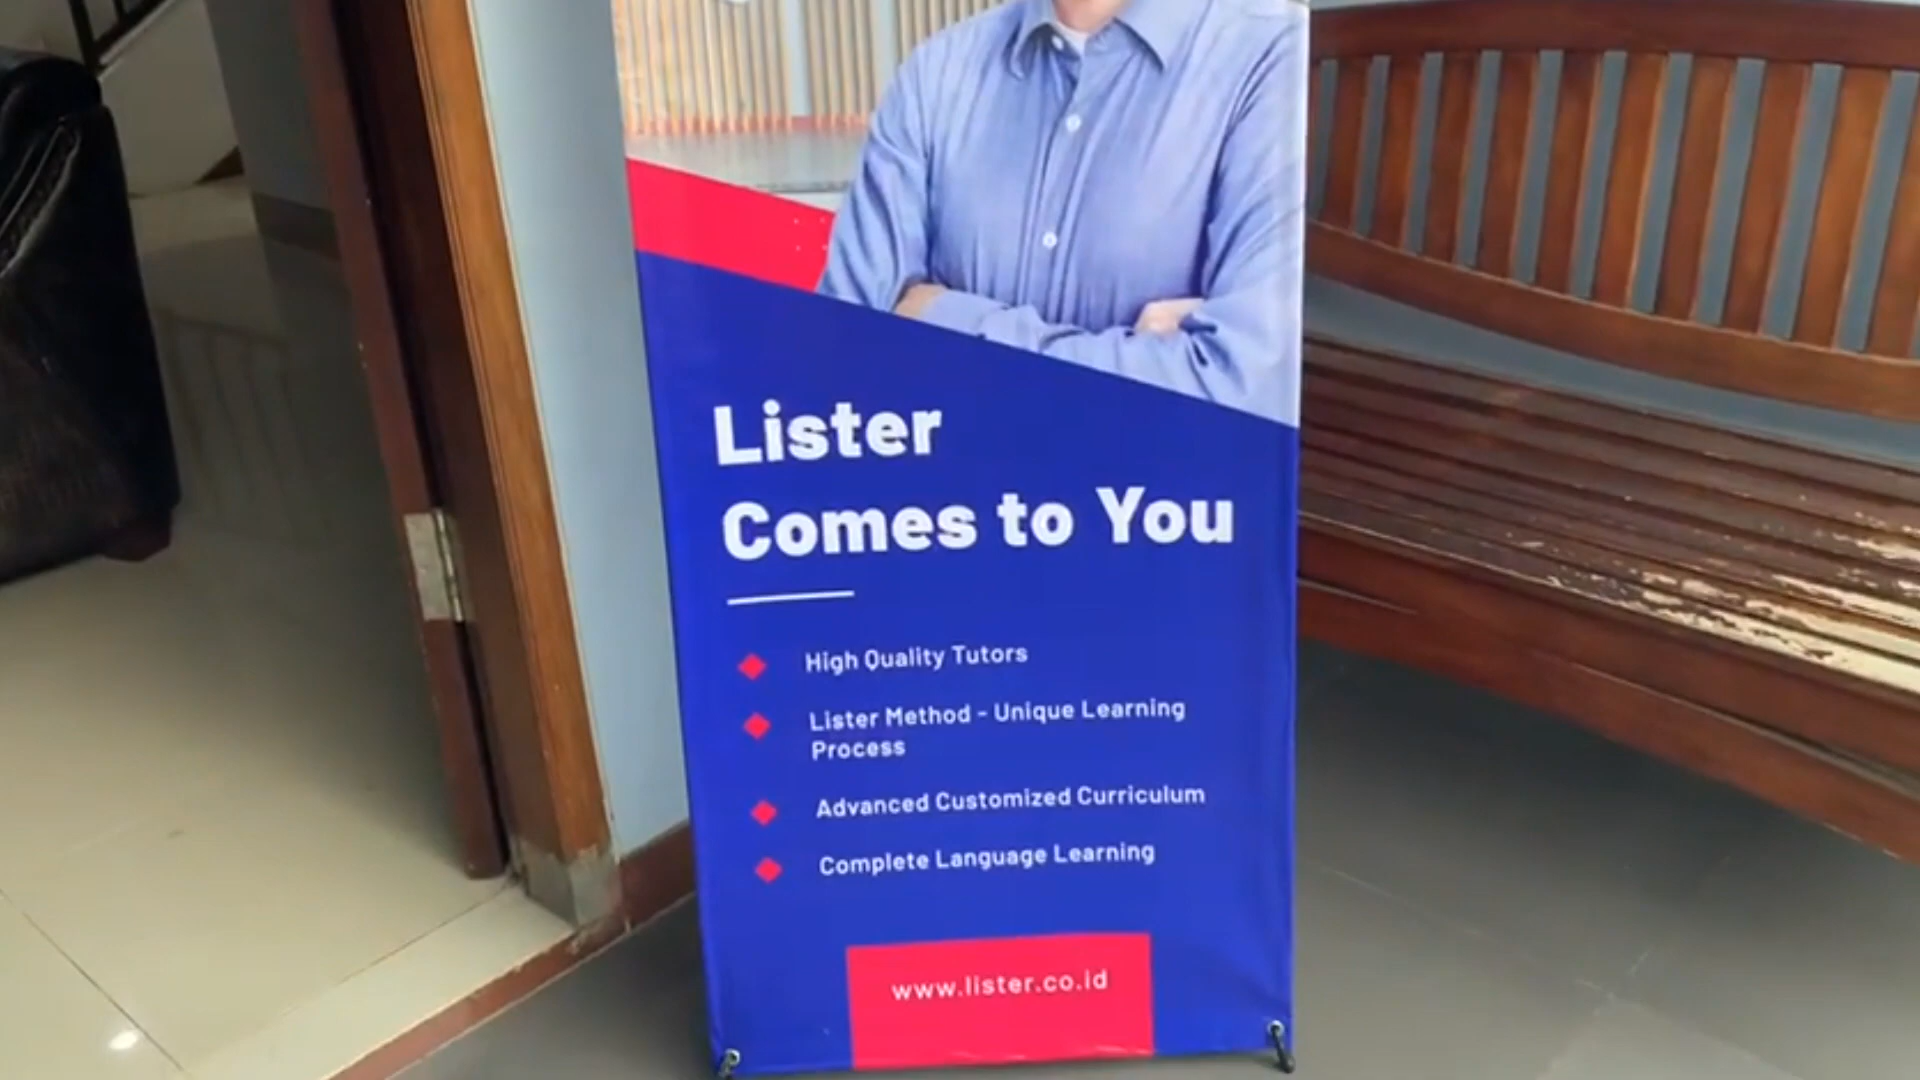 Lister
Comes to You
High Quality Tutors
Lister Method - Unique Learning
Process
Advanced Customized Curriculum
Complete Language Learning
www.lister.co.id